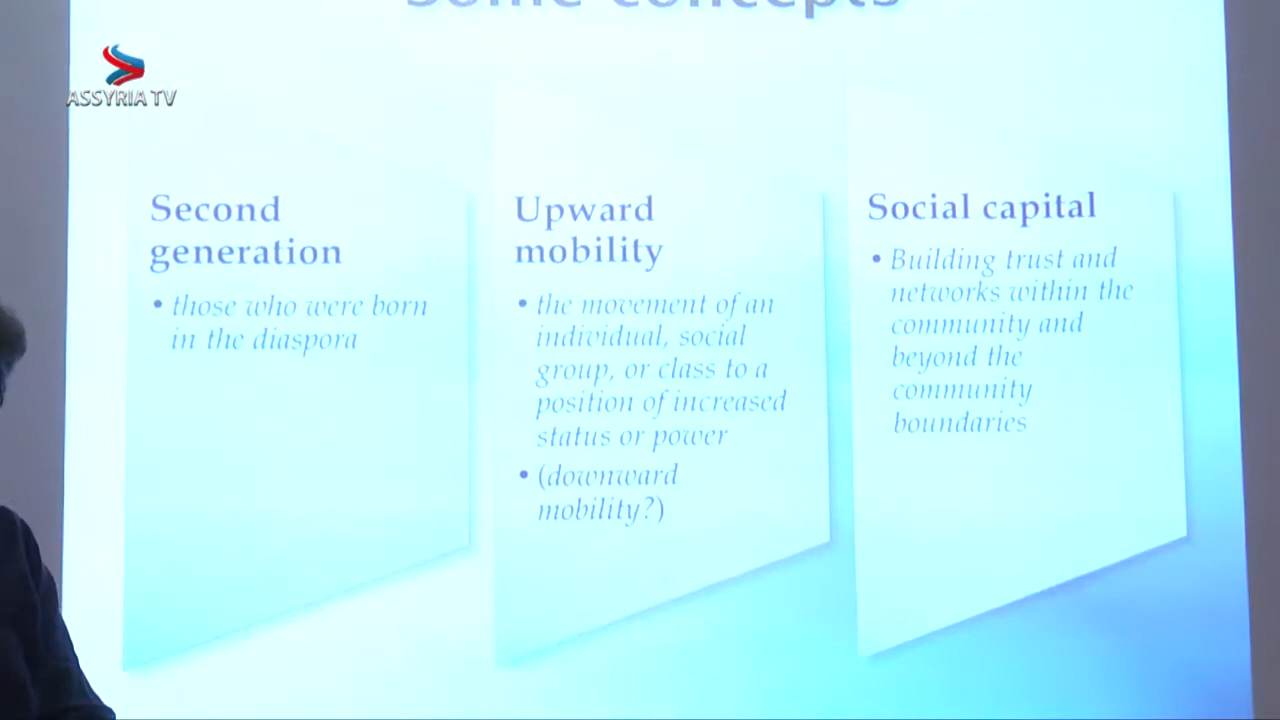 Some concepts
ASSYRIA TV
Second
generation
• those who were born
in the diaspora
Upward
mobility
• the movement of an
individual, social
group, or class to a
position of increased
status or power
• (downward
mobility?)
Social capital
• Building trust and
networks within the
community and
beyond the
community
boundaries